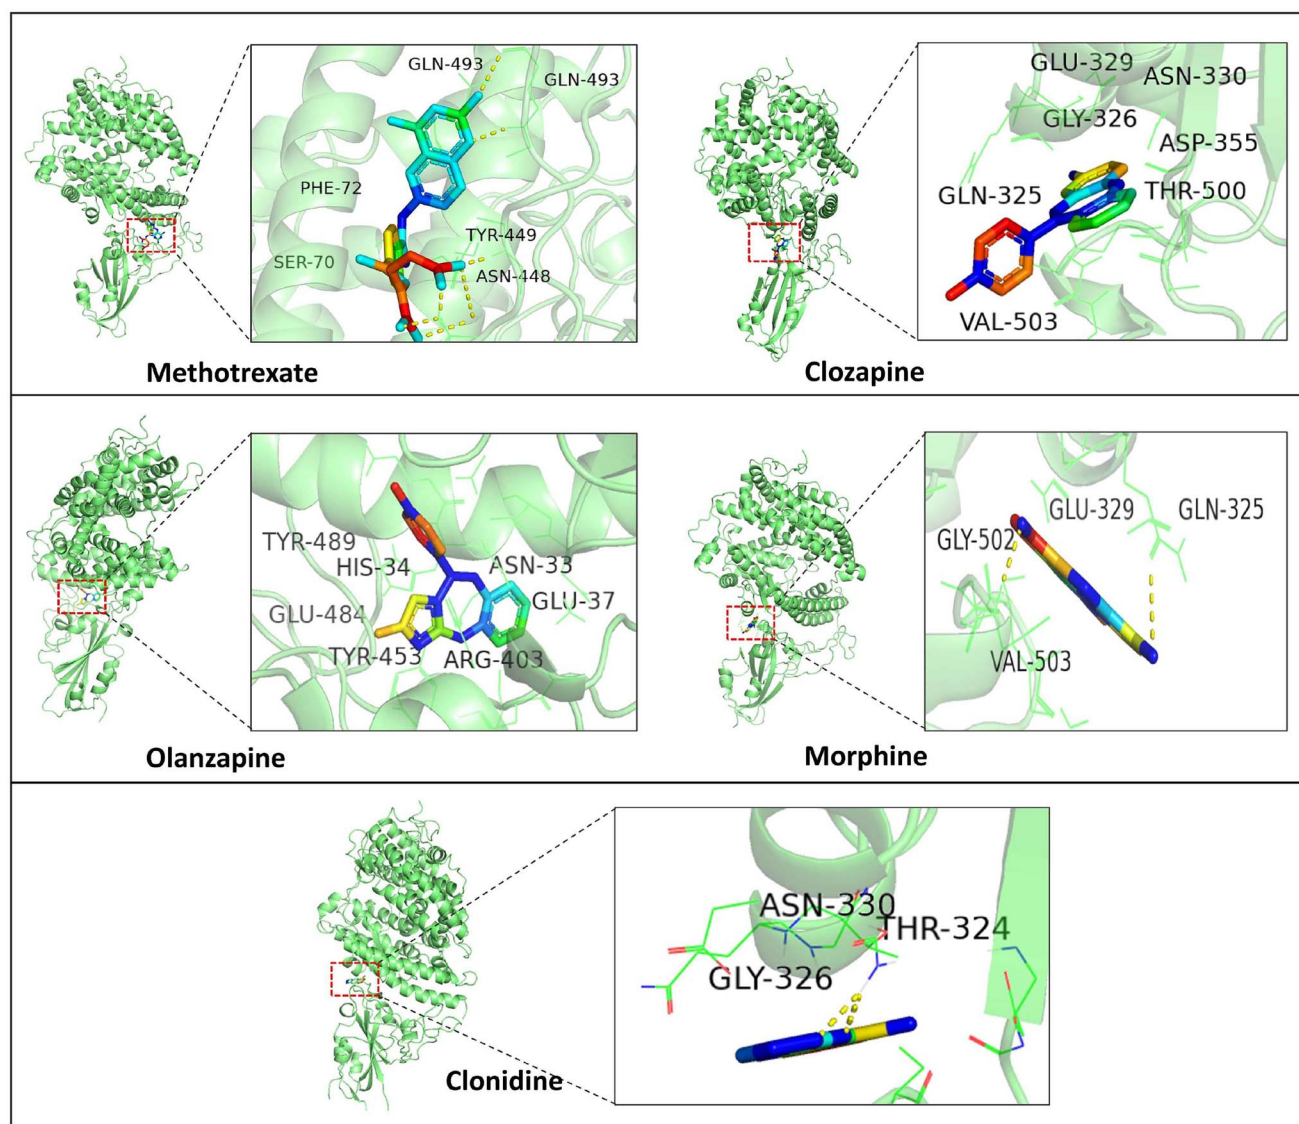 GLN-493
GLN-493
PHE-72
TYR-449
SER-70
ASN-448
Methotrexate
GLU-329
ASN-330
GLY-326
ASP-355
GLN-325
THR-500
VAL-503
Clozapine
TYR-489
HIS-34
ASN-33
GLU-37
GLU-484
TYR-453
ARG-403
Olanzapine
GLU-329
GLN-325
GLY-502
VAL-503
Morphine
ASN-330
THR-324
GLY-326
Clonidine